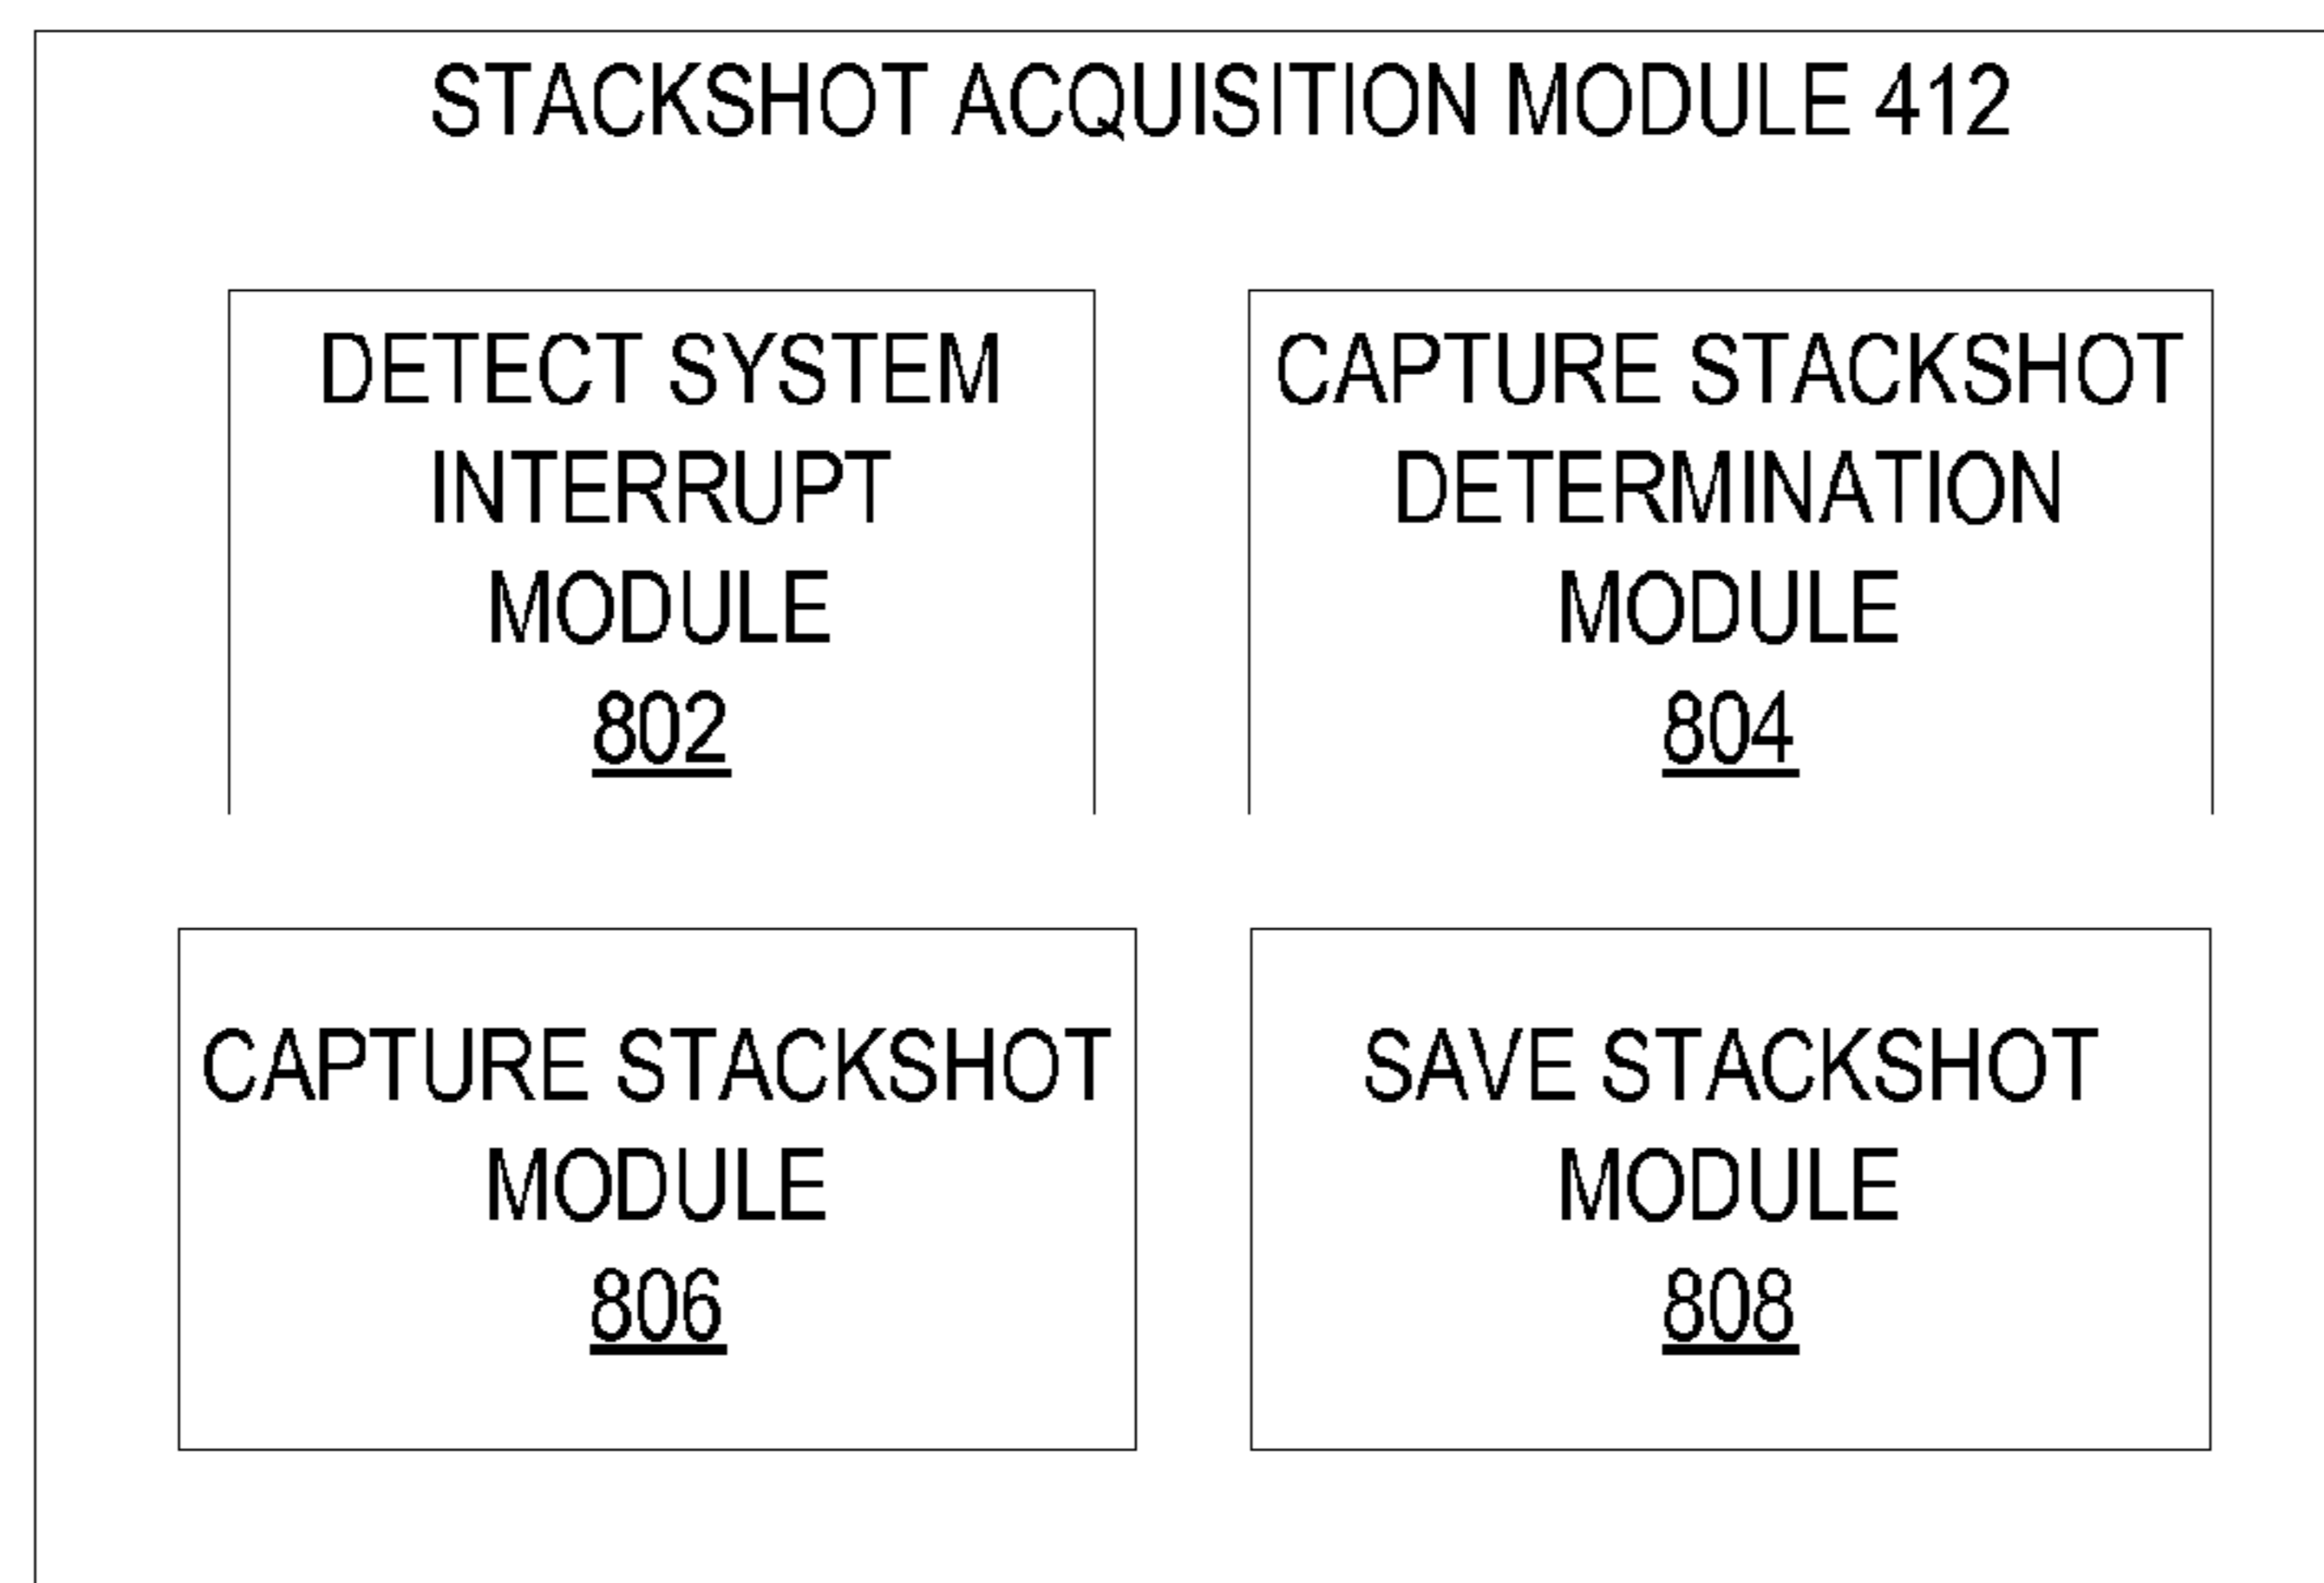 STACKSHOT ACQUISITION MODULE 412
DETECT SYSTEM
INTERRUPT
MODULE
802
CAPTURE STACKSHOT
DETERMINATION
MODULE
804
CAPTURE STACKSHOT
MODULE
806
SAVE STACKSHOT
MODULE
808